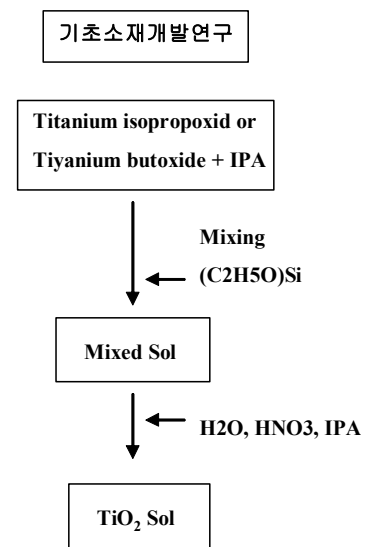 기초소재개발연구
Titanium isopropoxid or
Tiyanium butoxide + IPA
Mixing
(C2H5O)Si
Mixed Sol
H2O, HNO3, IPA
TiO₂ Sol